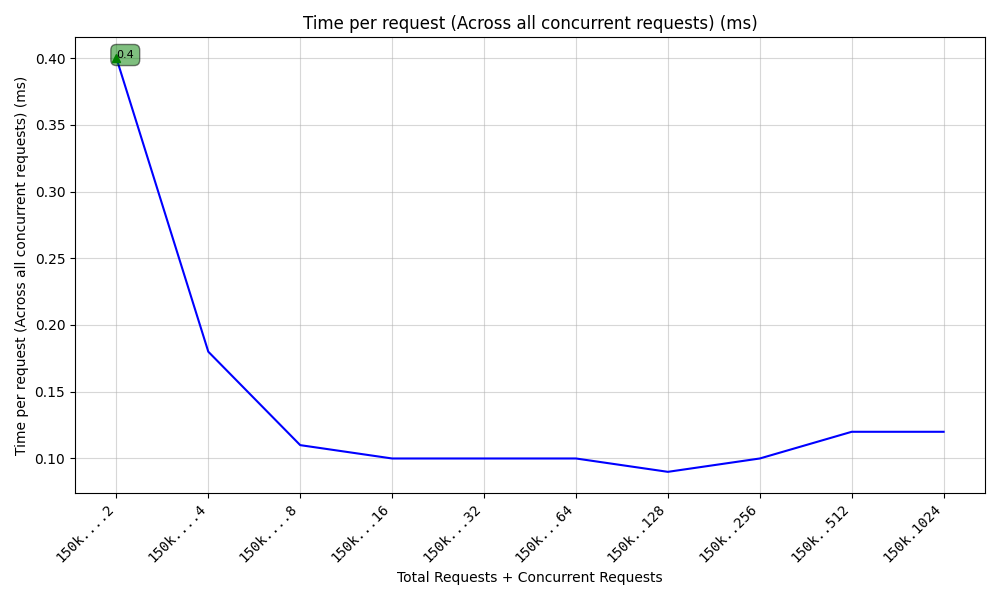 Time per request (Across all concurrent requests) (ms)
Time per request (Across all concurrent requests) (ms)
0.40
0.35
0.30
0.25
0.20
0.15
0.10
0.4
150k....2
150k....4
150k....8
150k...16
150k...32
150k...64
150k..128
150k..256
150k..512
150k.1024
Total Requests + Concurrent Requests